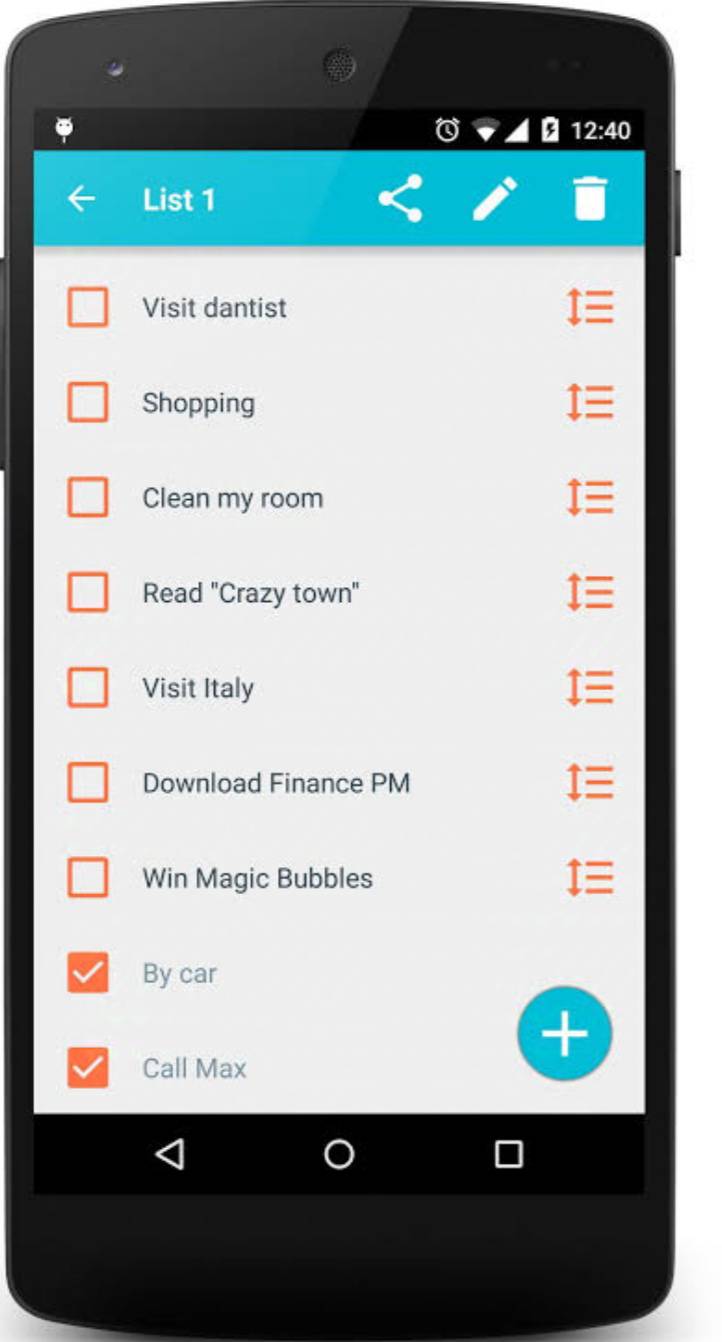 12:40
List 1
Visit dantist
Shopping
Clean my room
Read "Crazy town"
Visit Italy
Download Finance PM
Win Magic Bubbles
By car
Call Max